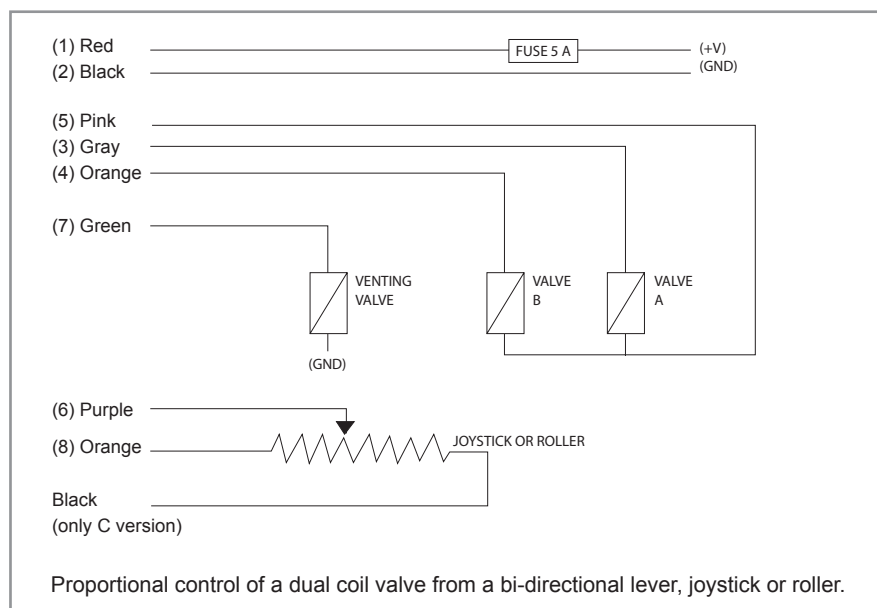 (1) Red
FUSE 5 A
(+V)
(2) Black
(GND)
(5) Pink
(3) Gray
(4) Orange
(7) Green
VENTING
VALVE
VALVE
B
VALVE
A
(GND)
(6) Purple
(8) Orange
JOYSTICK OR ROLLER
Black
(only C version)
Proportional control of a dual coil valve from a bi-directional lever, joystick or roller.